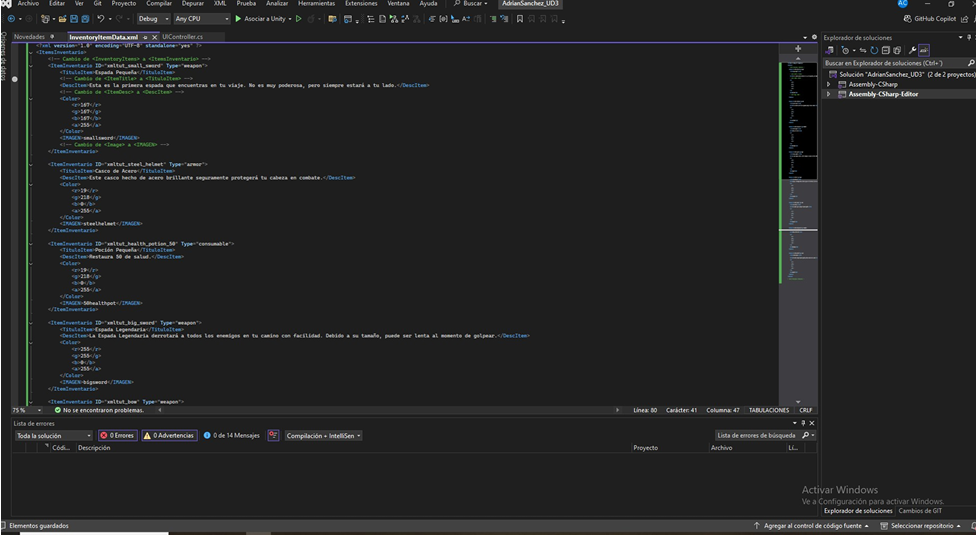 Archivo Editar Ver Git Proyecto Compilar Depurar XML Prueba Analizar Herramientas Extensiones Ventana Ayuda Buscar AdrianSanchez_UD3 AC
Debug Any CPU Asociar a Unity GitHub Copilot
Novedades InventoryItemData.xml UIController.cs
<?xml version="1.0" encoding="UTF-8" standalone="yes" ?>
<ItemsInventario>
<!-- Cambio de <InventoryItems> a <ItemsInventario> -->
<ItemInventario ID="xmltut_small_sword" Type="weapon">
<TituloItem>Espada Pequeña</TituloItem>
<!-- Cambio de <ItemTitle> a <TituloItem> -->
<DescItem>Esta es la primera espada que encuentras en tu viaje. No es muy poderosa, pero siempre estará a tu lado.</DescItem>
<!-- Cambio de <ItemDesc> a <DescItem> -->
<Color>
<r>187</r>
<g>187</g>
<b>187</b>
<a>255</a>
</Color>
<IMAGEN>smallsword</IMAGEN>
<!-- Cambio de <Image> a <IMAGEN> -->
</ItemInventario>
<ItemInventario ID="xmltut_steel_helmet" Type="armor">
<TituloItem>Casco de Acero</TituloItem>
<DescItem>Este casco hecho de acero brillante seguramente protegerá tu cabeza en combate.</DescItem>
<Color>
<r>19</r>
<g>218</g>
<b>0</b>
<a>255</a>
</Color>
<IMAGEN>steelhelmet</IMAGEN>
</ItemInventario>
<ItemInventario ID="xmltut_health_potion_50" Type="consumable">
<TituloItem>Poción Pequeña</TituloItem>
<DescItem>Restaura 50 de salud.</DescItem>
<Color>
<r>19</r>
<g>218</g>
<b>0</b>
<a>255</a>
</Color>
<IMAGEN>50healthpot</IMAGEN>
</ItemInventario>
<ItemInventario ID="xmltut_big_sword" Type="weapon">
<TituloItem>Espada Legendaria</TituloItem>
<DescItem>La Espada Legendaria derrotará a todos los enemigos en tu camino con facilidad. Debido a su tamaño, puede ser lenta al momento de golpear.</DescItem>
<Color>
<r>255</r>
<g>255</g>
<b>0</b>
<a>255</a>
</Color>
<IMAGEN>bigsword</IMAGEN>
</ItemInventario>
<ItemInventario ID="xmltut_bow" Type="weapon">
75 % No se encontraron problemas. Línea: 80 Carácter: 41 Columna: 47 TABULACIONES CRLF
Lista de errores
Toda la solución 0 Errores 0 Advertencias 0 de 14 Mensajes Compilación + IntelliSen Lista de errores de búsqueda
Códi... Descripción Proyecto Archivo Lí...
Explorador de soluciones
Buscar en Explorador de soluciones (Ctrl+')
Solución "AdrianSanchez_UD3" (2 de 2 proyectos)
Assembly-CSharp
Assembly-CSharp-Editor
Activar Windows
Ve a Configuración para activar Windows.
Explorador de soluciones Cambios de GIT
Elementos guardados Agregar al control de código fuente Seleccionar repositorio